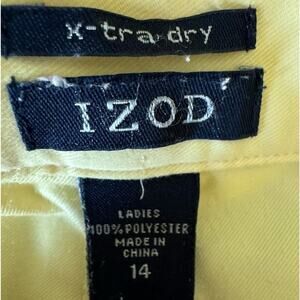 x-tra dry
IZOD
LADIES
100% POLYESTER
MADE IN
CHINA
14